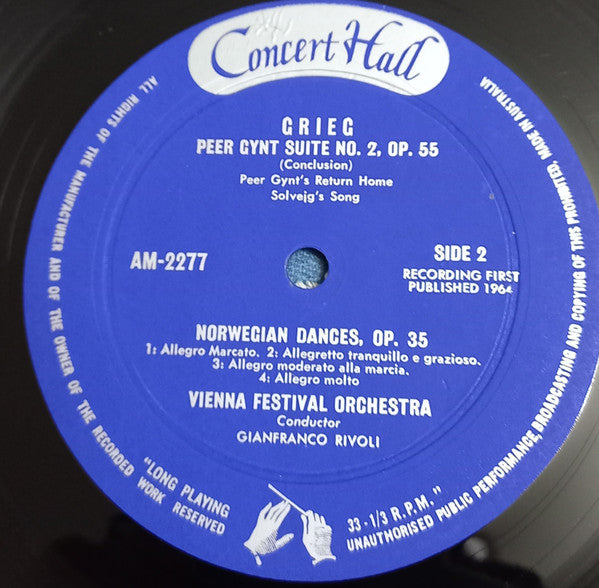 Concert Hall
GRIEG
PEER GYNT SUITE NO. 2, OP. 55
(Conclusion)
Peer Gynt's Return Home
Solvejg's Song
AM-2277
SIDE 2
RECORDING FIRST
PUBLISHED 1964
NORWEGIAN DANCES, OP. 35
1: Allegro Marcato. 2: Allegretto tranquillo e grazioso.
3: Allegro moderato alla marcia.
4: Allegro molto
VIENNA FESTIVAL ORCHESTRA
Conductor
GIANFRANCO RIVOLI
"LONG PLAYING
33-1/3 R.P.M."
ALL RIGHTS OF THE MANUFACTURER AND OF THE OWNER OF THE RECORDED WORK RESERVED
UNAUTHORISED PUBLIC PERFORMANCE, BROADCASTING AND COPYING OF THIS PROHIBITED, MADE IN AUSTRALIA